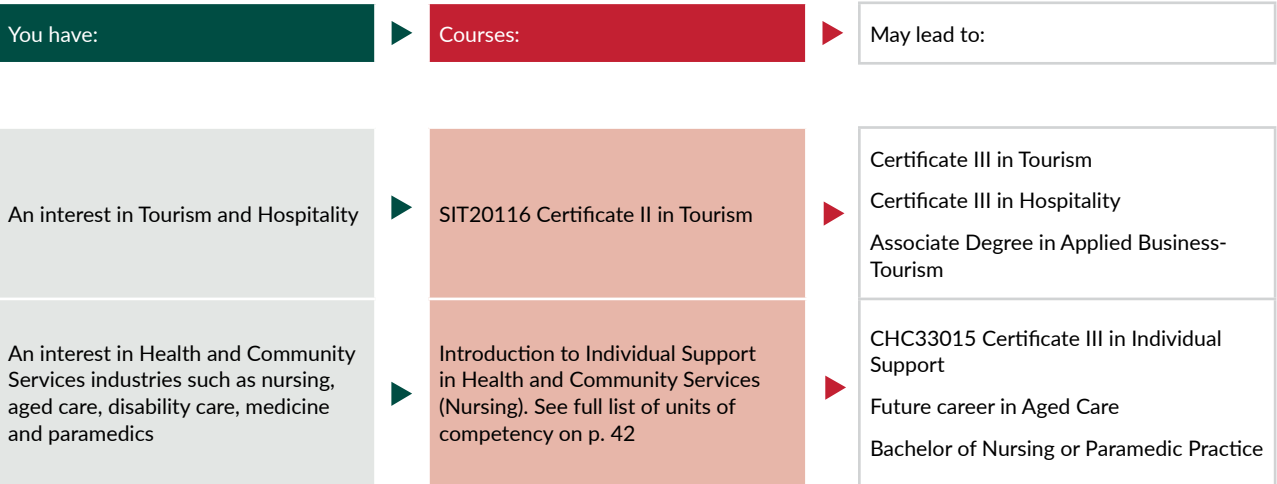 You have:
Courses:
May lead to:
An interest in Tourism and Hospitality
SIT20116 Certificate II in Tourism
Certificate III in Tourism
Certificate III in Hospitality
Associate Degree in Applied Business-
Tourism
An interest in Health and Community
Services industries such as nursing,
aged care, disability care, medicine
and paramedics
Introduction to Individual Support
in Health and Community Services
(Nursing). See full list of units of
competency on p. 42
CHC33015 Certificate III in Individual
Support
Future career in Aged Care
Bachelor of Nursing or Paramedic Practice